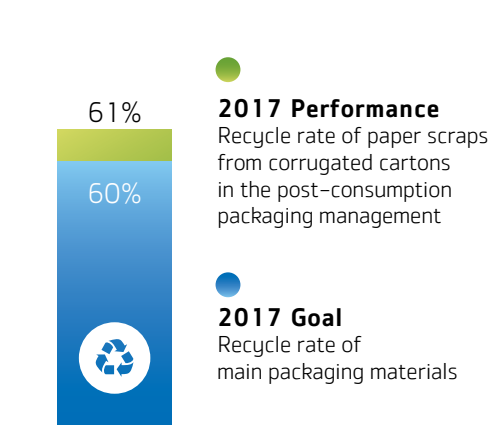 61%
60%
2017 Performance
Recycle rate of paper scraps
from corrugated cartons
in the post-consumption
packaging management
2017 Goal
Recycle rate of
main packaging materials